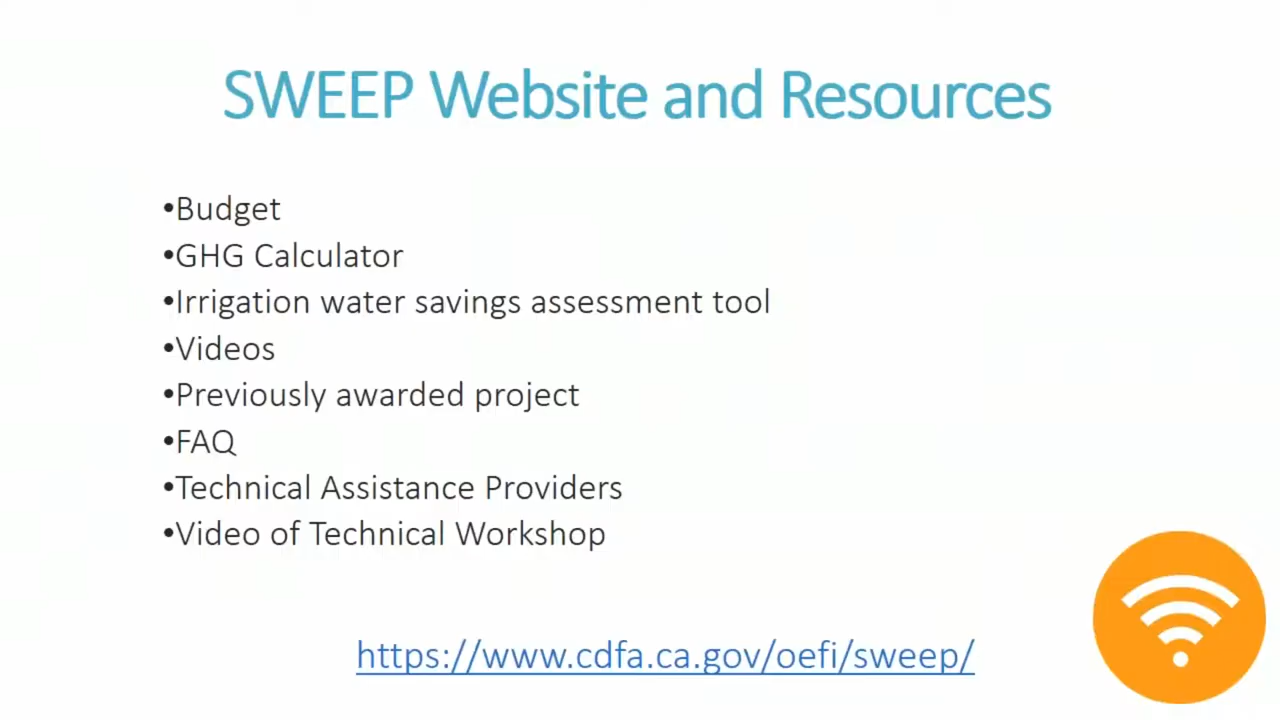 SWEEP Website and Resources
•Budget
•GHG Calculator
•Irrigation water savings assessment tool
•Videos
•Previously awarded project
•FAQ
•Technical Assistance Providers
•Video of Technical Workshop
https://www.cdfa.ca.gov/oefi/sweep/